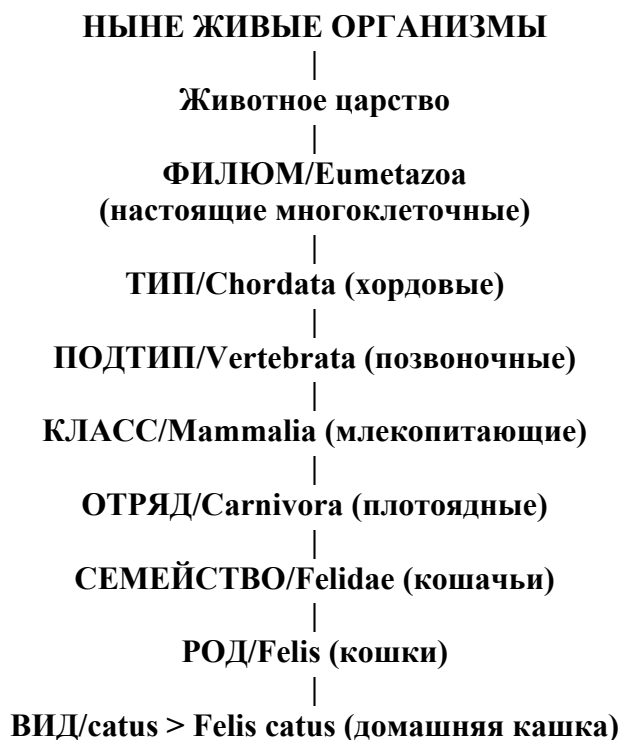 НЫНЕ ЖИВЫЕ ОРГАНИЗМЫ
|
Животное царство
|
ФИЛЮМ/Eumetazoa
(настоящие многоклеточные)
|
ТИП/Chordata (хордовые)
|
ПОДТИП/Vertebrata (позвоночные)
|
КЛАСС/Mammalia (млекопитающие)
|
ОТРЯД/Carnivora (плотоядные)
|
СЕМЕЙСТВО/Felidae (кошачьи)
|
РОД/Felis (кошки)
|
ВИД/catus > Felis catus (домашняя кашка)